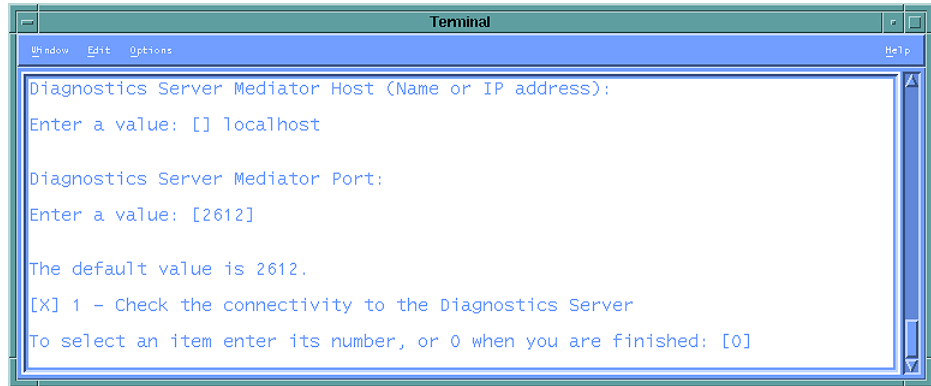 Terminal
Window Edit Options Help
Diagnostics Server Mediator Host (Name or IP address):
Enter a value: [] localhost
Diagnostics Server Mediator Port:
Enter a value: [2612]
The default value is 2612.
[X] 1 - Check the connectivity to the Diagnostics Server
To select an item enter its number, or 0 when you are finished: [0]